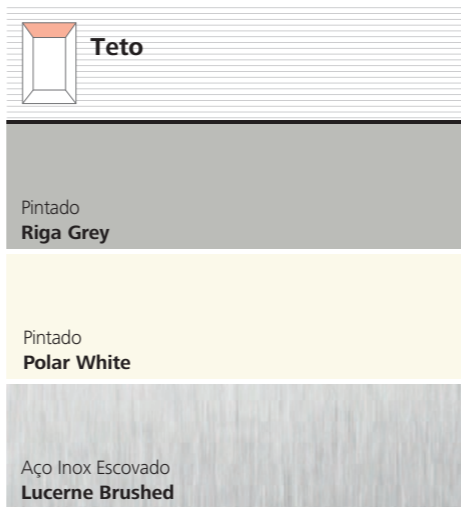 Teto
Pintado
Riga Grey
Pintado
Polar White
Aço Inox Escovado
Lucerne Brushed